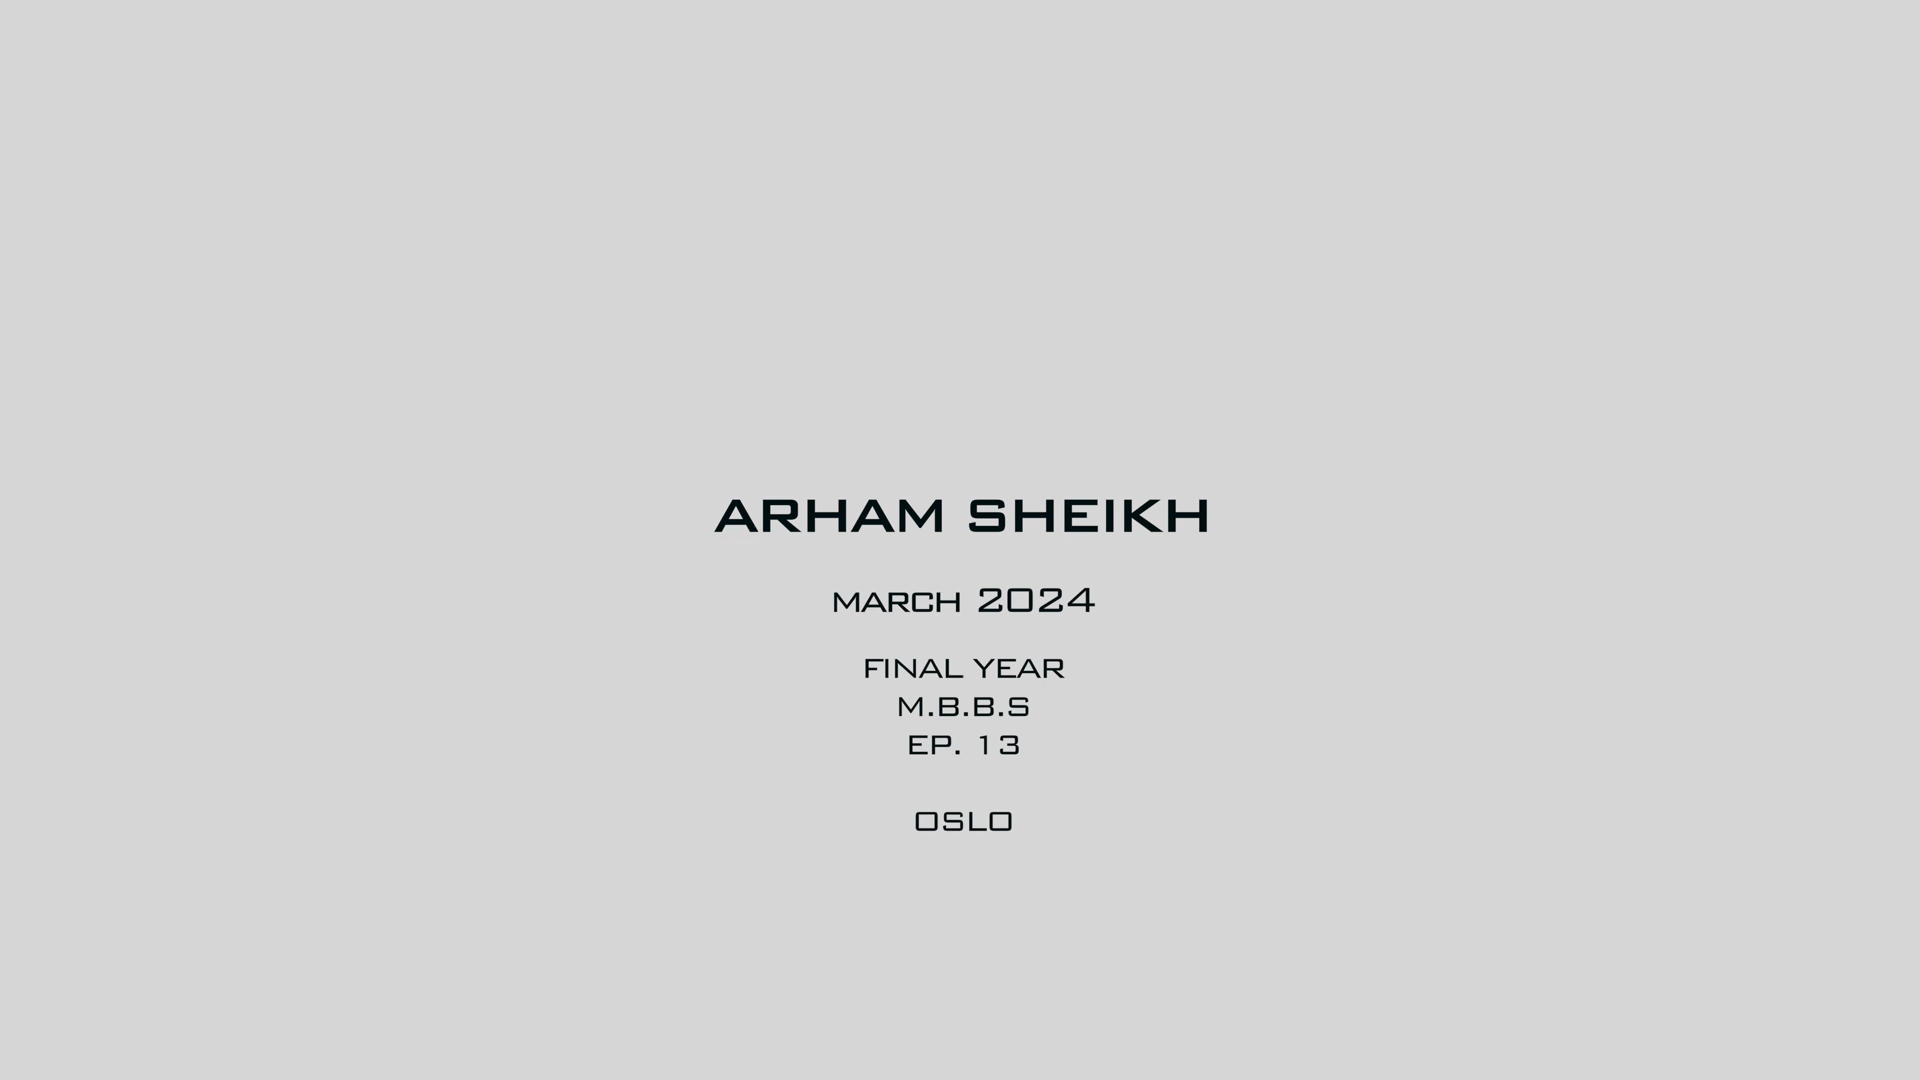 ARHAM SHEIKH
MARCH 2024
FINAL YEAR
M.B.B.S
EP. 13
OSLO